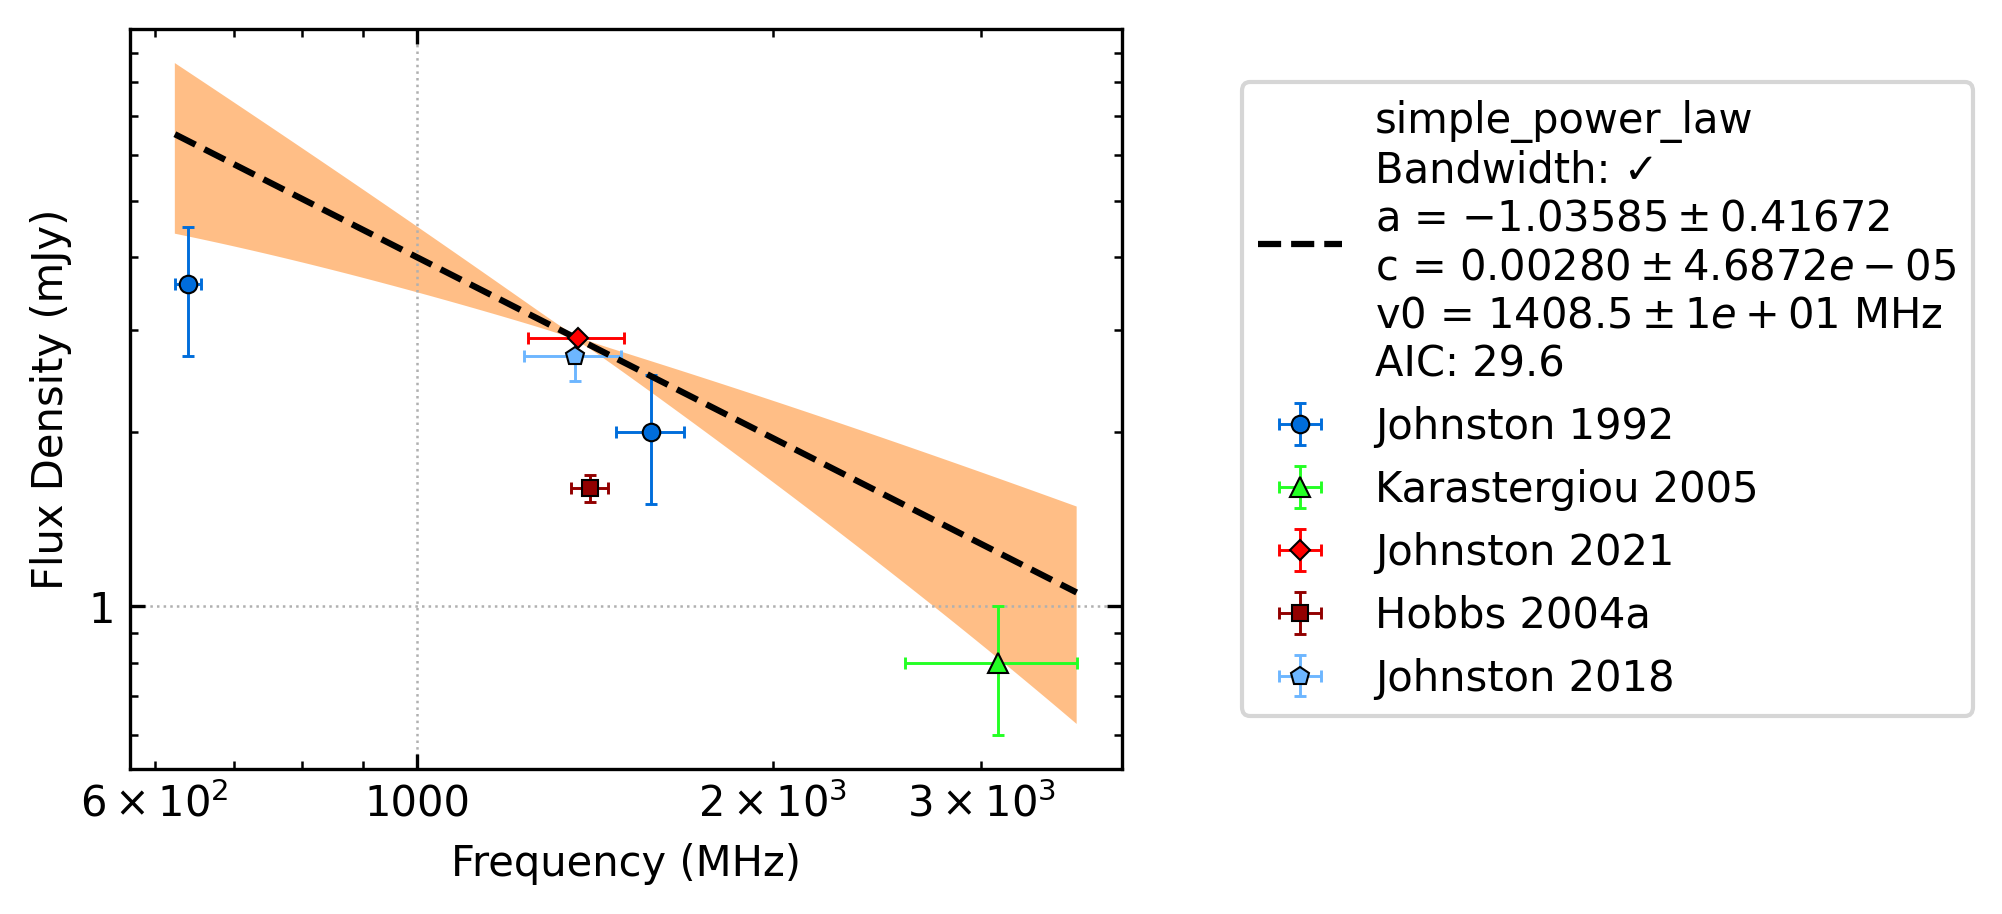 Flux Density (mJy)
1
6 × 10²
1000
2 × 10³
3 × 10³
Frequency (MHz)
simple_power_law
Bandwidth: ✓
a = −1.03585 ± 0.41672
c = 0.00280 ± 4.6872e − 05
v0 = 1408.5 ± 1e + 01 MHz
AIC: 29.6
Johnston 1992
Karastergiou 2005
Johnston 2021
Hobbs 2004a
Johnston 2018